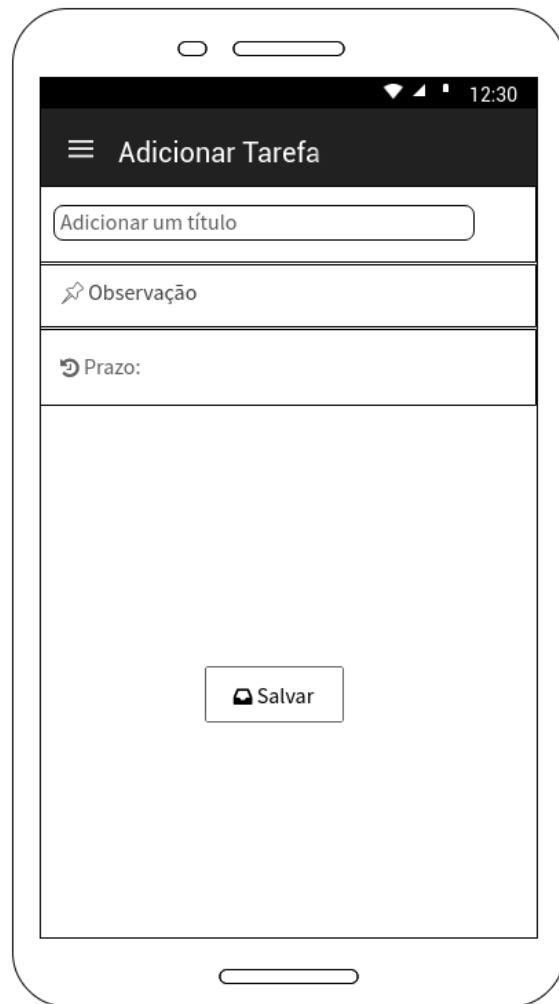 12:30
Adicionar Tarefa
Adicionar um título
Observação
Prazo:
Salvar